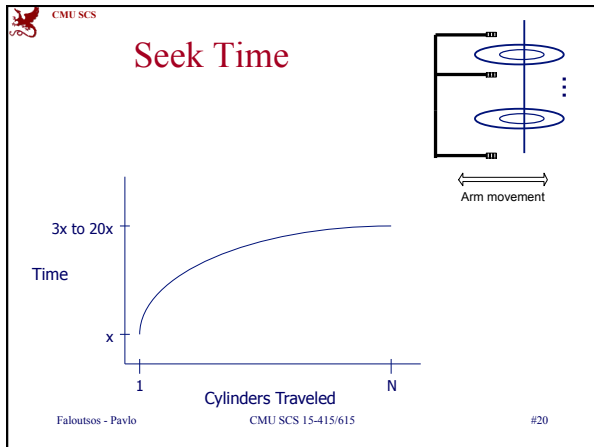 CMU SCS
Seek Time
Arm movement
3x to 20x
Time
x
1
N
Cylinders Traveled
Faloutsos - Pavlo
CMU SCS 15-415/615
#20